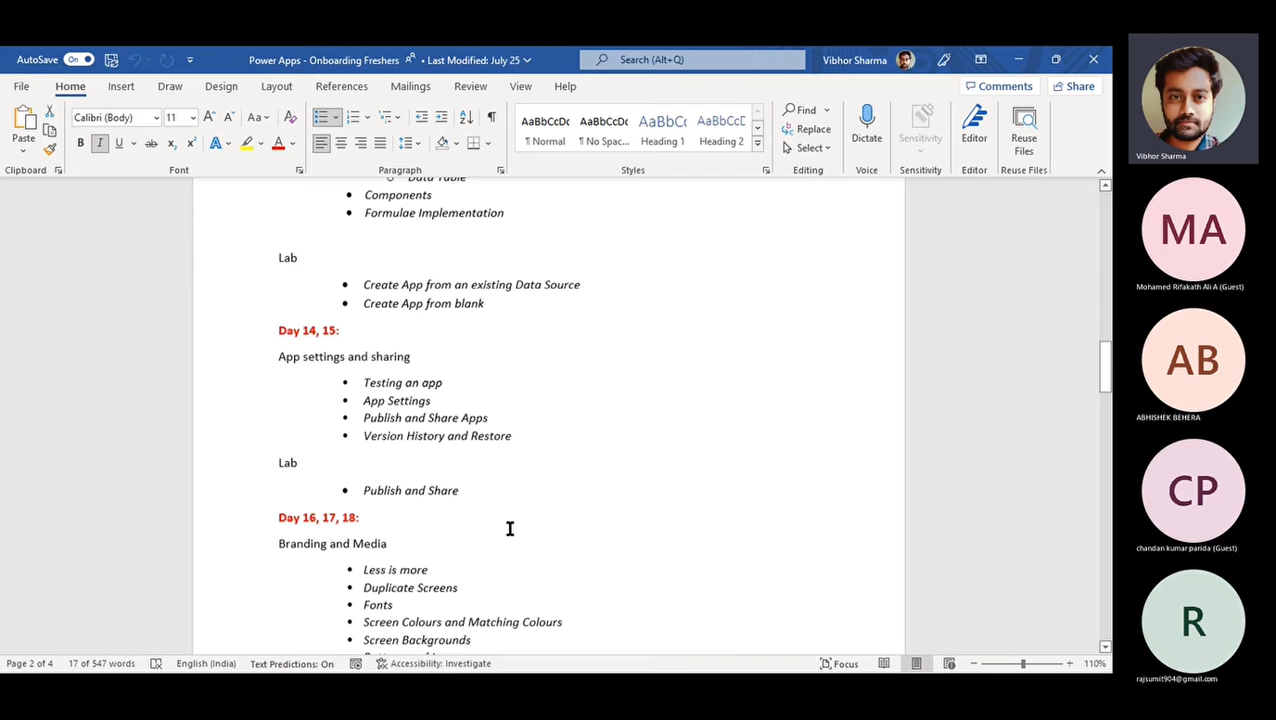 AutoSave On
Power Apps - Onboarding Freshers • Last Modified: July 25
Search (Alt+Q)
Vibhor Sharma
File Home Insert Draw Design Layout References Mailings Review View Help
Comments Share
Paste
Clipboard
Calibri (Body) 11
Font
Paragraph
AaBbCcDc AaBbCcDc AaBbC
¶ Normal ¶ No Spac... Heading 1 Heading 2
Styles
Find
Replace
Select
Editing
Dictate
Voice
Sensitivity
Sensitivity
Editor
Editor
Reuse Files
Reuse Files
Data Table
Components
Formulae Implementation
Lab
Create App from an existing Data Source
Create App from blank
Day 14, 15:
App settings and sharing
Testing an app
App Settings
Publish and Share Apps
Version History and Restore
Lab
Publish and Share
Day 16, 17, 18:
Branding and Media
Less is more
Duplicate Screens
Fonts
Screen Colours and Matching Colours
Screen Backgrounds
Page 2 of 4 17 of 547 words English (India) Text Predictions: On Accessibility: Investigate Focus 110%
Vibhor Sharma
MA
Mohamed Rifakath Ali A (Guest)
AB
ABHISHEK BEHERA
CP
chandan kumar parida (Guest)
R
rajsumit904@gmail.com